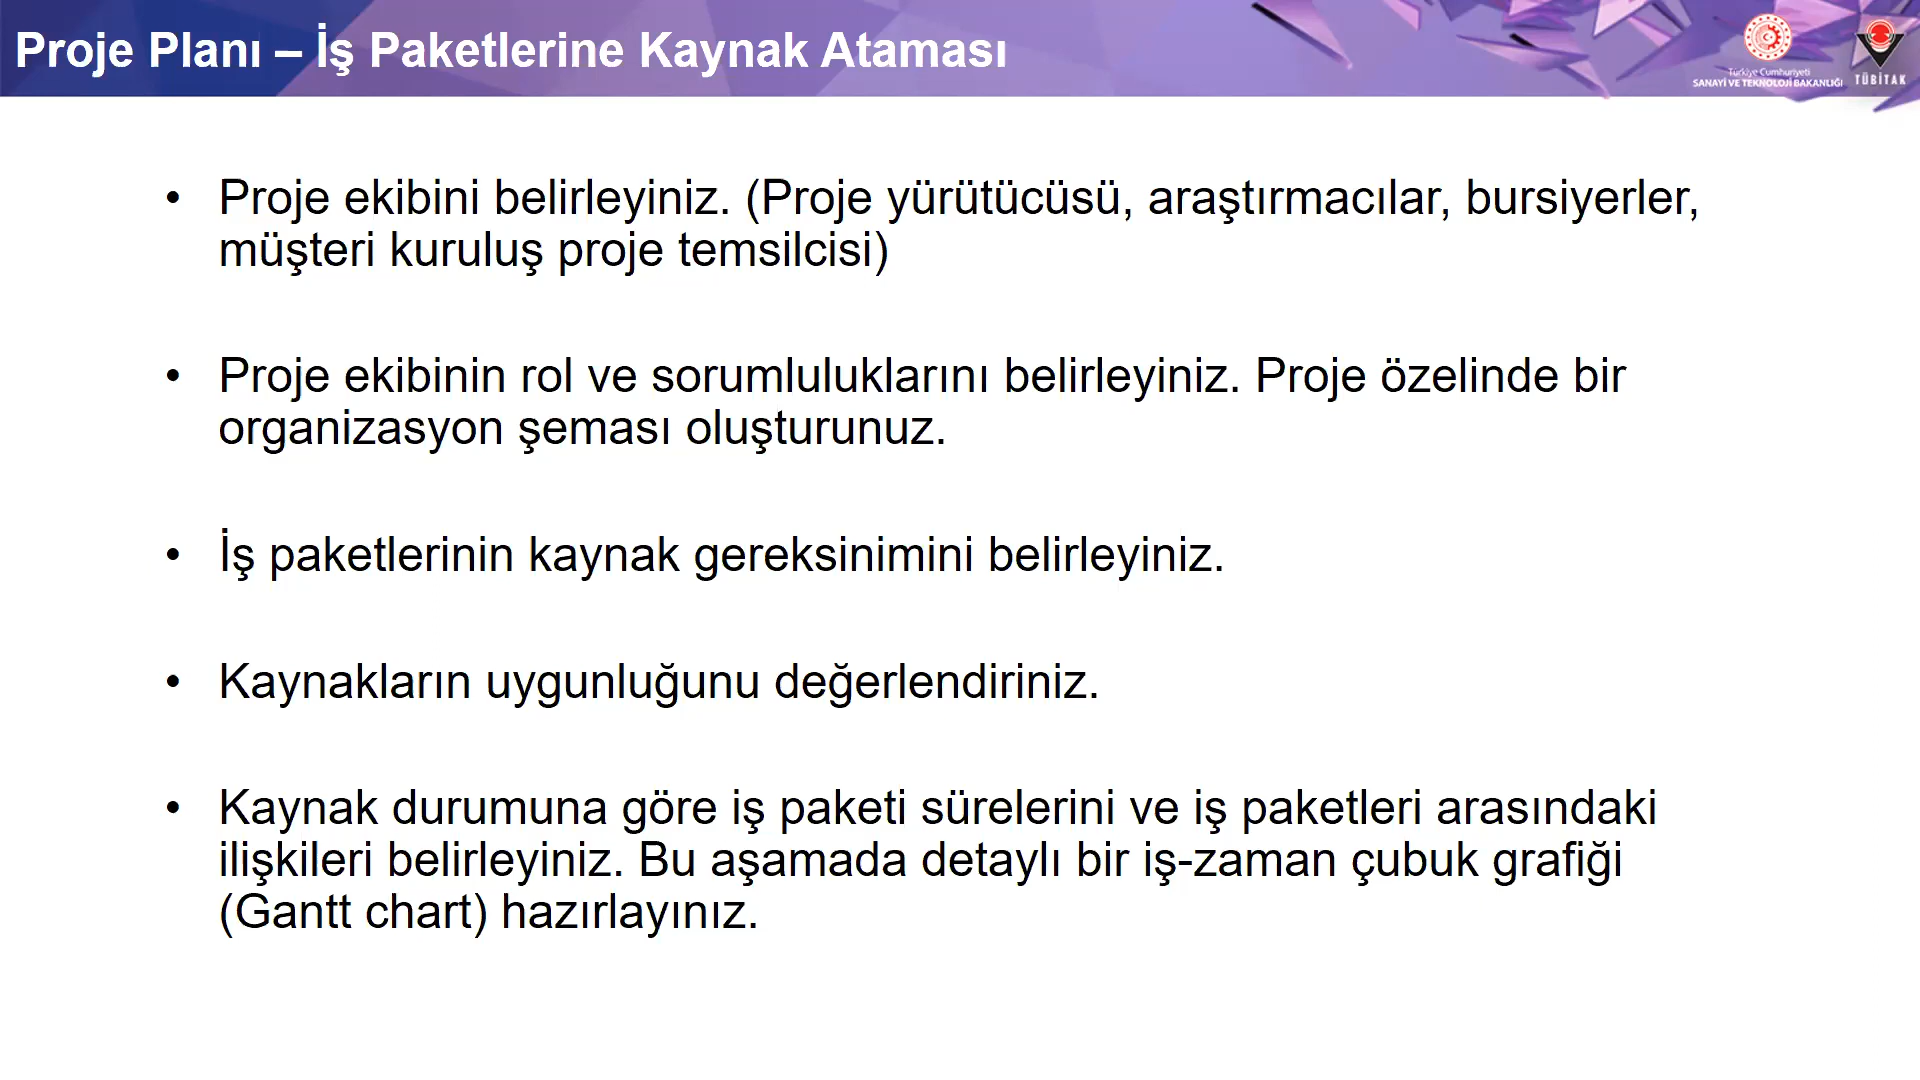 Proje Planı – İş Paketlerine Kaynak Ataması
Türkiye Cumhuriyeti
SANAYİ VE TEKNOLOJİ BAKANLIĞI
TÜBİTAK
• Proje ekibini belirleyiniz. (Proje yürütücüsü, araştırmacılar, bursiyerler,
müşteri kuruluş proje temsilcisi)
• Proje ekibinin rol ve sorumluluklarını belirleyiniz. Proje özelinde bir
organizasyon şeması oluşturunuz.
• İş paketlerinin kaynak gereksinimini belirleyiniz.
• Kaynakların uygunluğunu değerlendiriniz.
• Kaynak durumuna göre iş paketi sürelerini ve iş paketleri arasındaki
ilişkileri belirleyiniz. Bu aşamada detaylı bir iş-zaman çubuk grafiği
(Gantt chart) hazırlayınız.